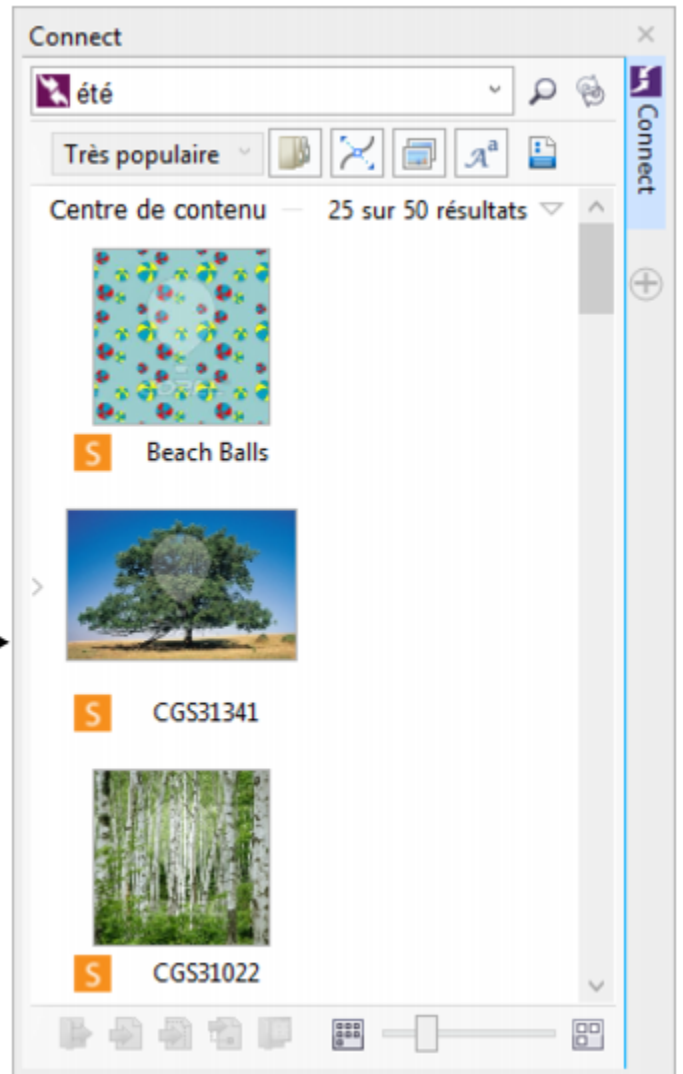 Connect
été
Connect
Très populaire
Centre de contenu
25 sur 50 résultats
S Beach Balls
S CGS31341
S CGS31022